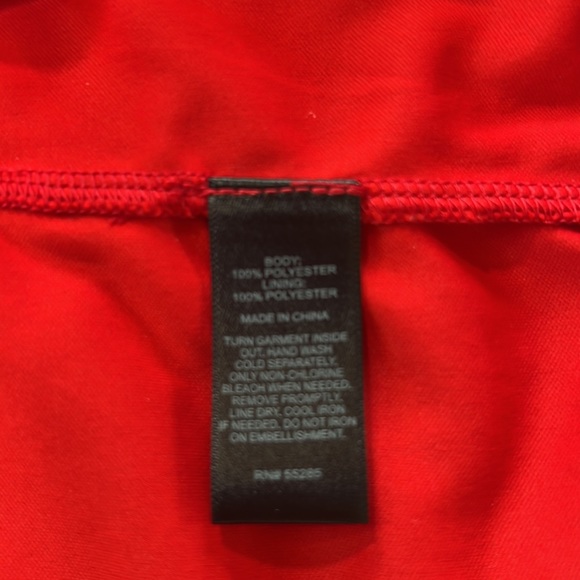 BODY:
100% POLYESTER
LINING:
100% POLYESTER
MADE IN CHINA
TURN GARMENT INSIDE
OUT. HAND WASH
COLD SEPARATELY.
ONLY NON-CHLORINE
BLEACH WHEN NEEDED.
REMOVE PROMPTLY.
LINE DRY. COOL IRON
IF NEEDED. DO NOT IRON
ON EMBELLISHMENT.
RN# 55285